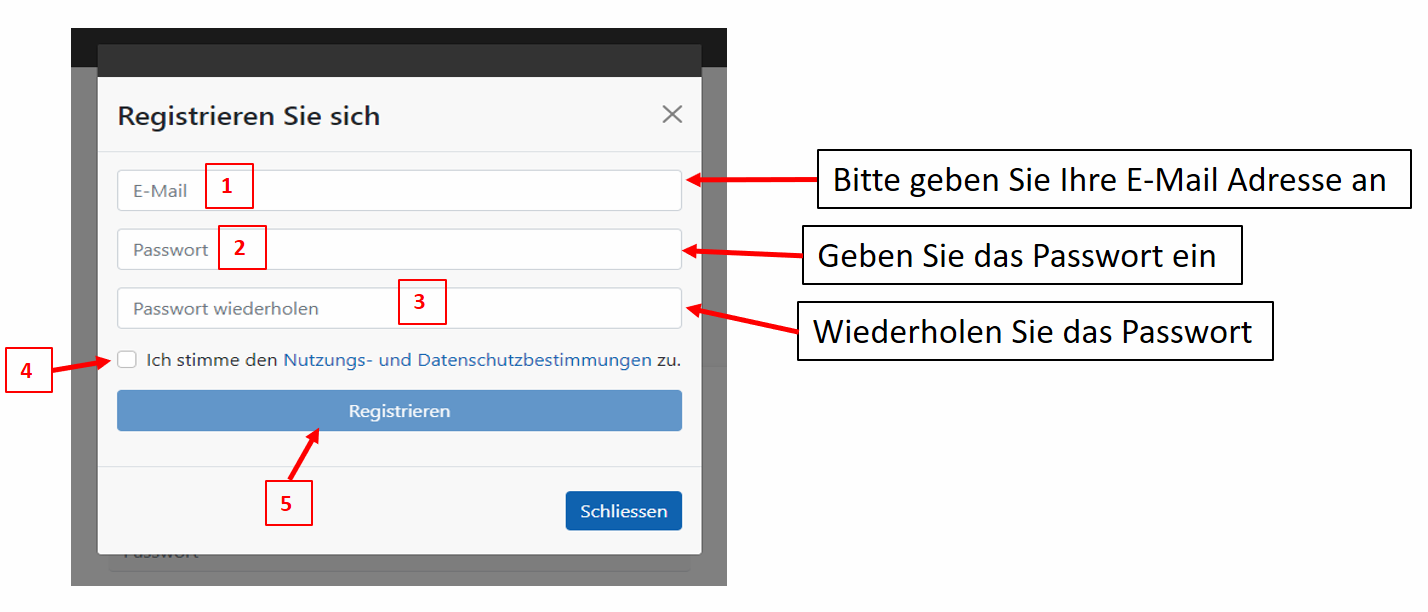 Registrieren Sie sich
E-Mail 1
Bitte geben Sie Ihre E-Mail Adresse an
Passwort 2
Geben Sie das Passwort ein
Passwort wiederholen 3
Wiederholen Sie das Passwort
4 Ich stimme den Nutzungs- und Datenschutzbestimmungen zu.
Registrieren
5
Schliessen
Passwort